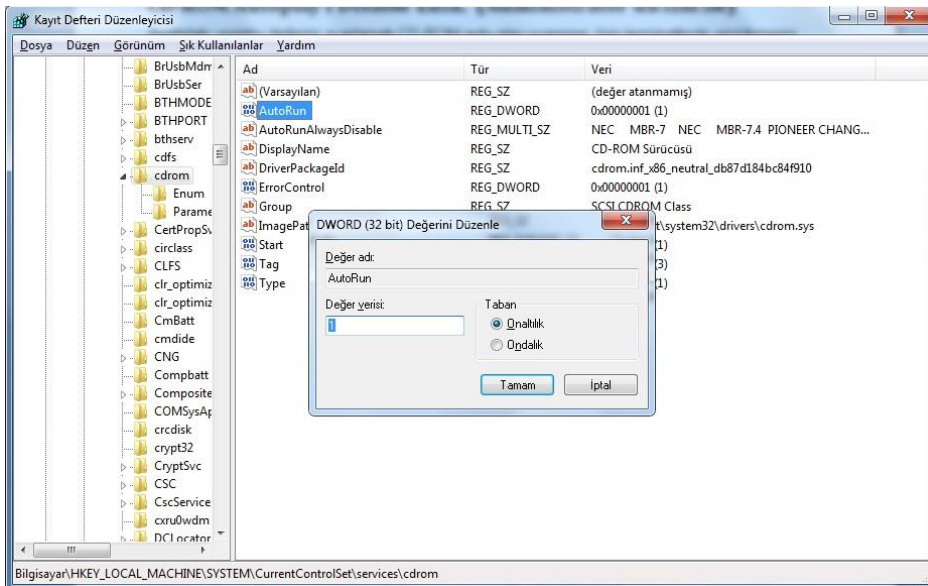 Kayıt Defteri Düzenleyicisi
Dosya Düzen Görünüm Sık Kullanılanlar Yardım
BrUsbMdm
BrUsbSer
BTHMODE
BTHPORT
bthserv
cdfs
cdrom
Enum
Parame
CertPropSv
circlass
CLFS
clr_optimiz
clr_optimiz
CmBatt
cmdide
CNG
Compbatt
Composite
COMSysAp
crcdisk
crypt32
CryptSvc
CSC
CscService
cxru0wdm
DCLocator
Ad Tür Veri
(Varsayılan) REG_SZ (değer atanmamış)
AutoRun REG_DWORD 0x00000001 (1)
AutoRunAlwaysDisable REG_MULTI_SZ NEC MBR-7 NEC MBR-7.4 PIONEER CHANG...
DisplayName REG_SZ CD-ROM Sürücüsü
DriverPackageId REG_SZ cdrom.inf_x86_neutral_db87d184bc84f910
ErrorControl REG_DWORD 0x00000001 (1)
Group REG_SZ SCSI CDROM Class
ImagePat t\system32\drivers\cdrom.sys
Start (1)
Tag (3)
Type (1)
DWORD (32 bit) Değerini Düzenle
Değer adı:
AutoRun
Değer verisi:
1
Taban
Onaltılık
Ondalık
Tamam İptal
Bilgisayar\HKEY_LOCAL_MACHINE\SYSTEM\CurrentControlSet\services\cdrom